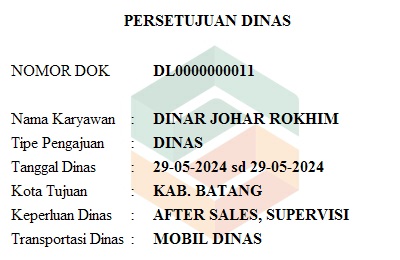 PERSETUJUAN DINAS
NOMOR DOK DL0000000011
Nama Karyawan : DINAR JOHAR ROKHIM
Tipe Pengajuan : DINAS
Tanggal Dinas : 29-05-2024 sd 29-05-2024
Kota Tujuan : KAB. BATANG
Keperluan Dinas : AFTER SALES, SUPERVISI
Transportasi Dinas : MOBIL DINAS